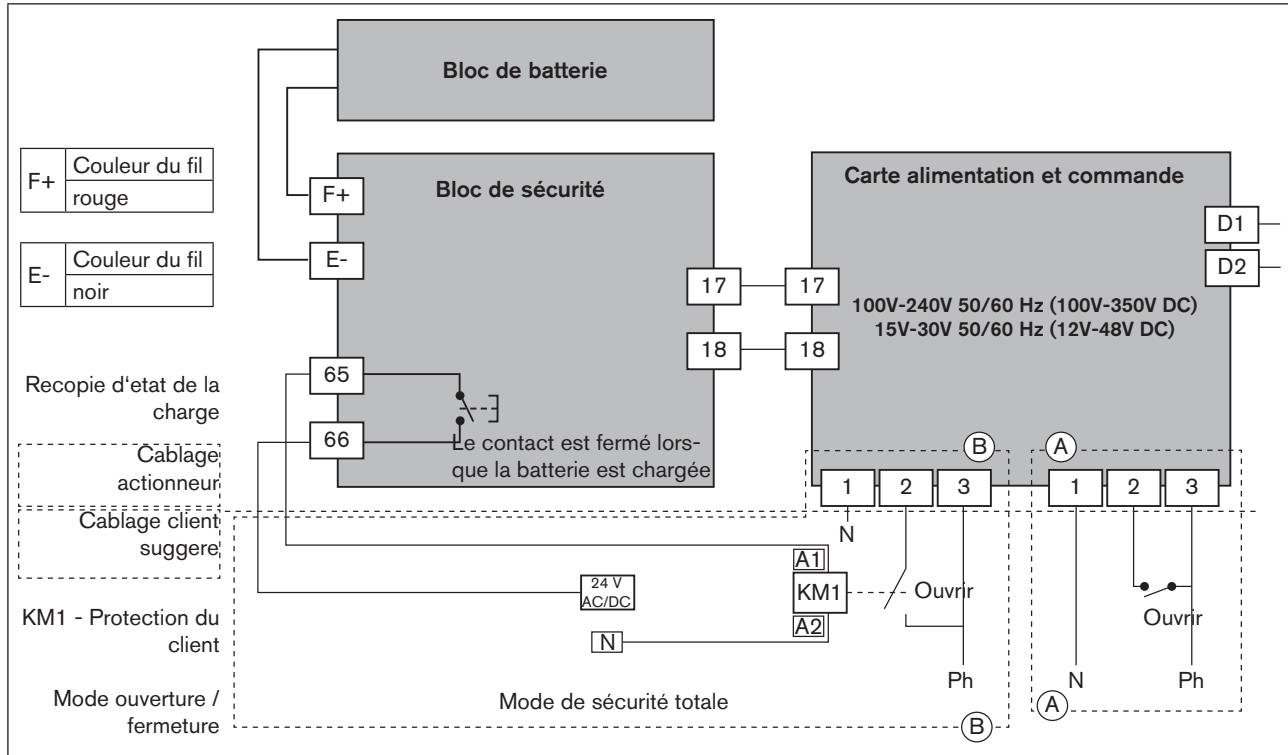 Bloc de batterie
F+
Couleur du fil
rouge
E-
Couleur du fil
noir
F+
E-
Bloc de sécurité
17
18
17
18
Carte alimentation et commande
D1
D2
100V-240V 50/60 Hz (100V-350V DC)
15V-30V 50/60 Hz (12V-48V DC)
65
66
Le contact est fermé lors-
que la batterie est chargée
Recopie d'etat de la
charge
Cablage
actionneur
Cablage client
suggere
KM1 - Protection du
client
Mode ouverture /
fermeture
B
A
1
2
3
1
2
3
N
A1
KM1
A2
Ouvrir
24 V
AC/DC
N
Ouvrir
Ph
N
Ph
Mode de sécurité totale
B
A